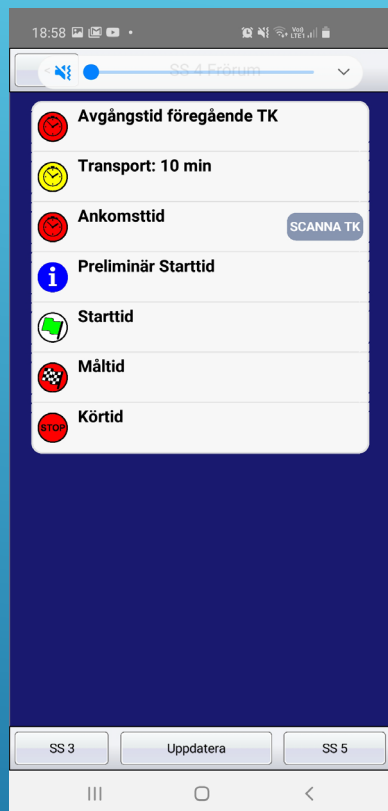 18:58
SS 4 Frörum
Avgångstid föregående TK
Transport: 10 min
Ankomsttid
SCANNA TK
Preliminär Starttid
Starttid
Måltid
STOP
Körtid
SS 3
Uppdatera
SS 5